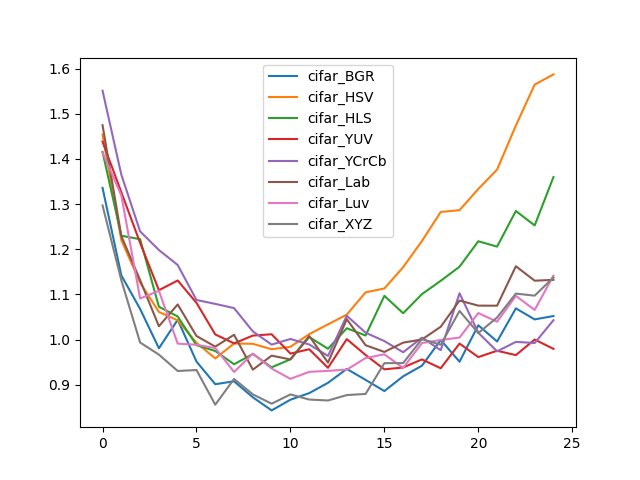 1.6
1.5
1.4
1.3
1.2
1.1
1.0
0.9
cifar_BGR
cifar_HSV
cifar_HLS
cifar_YUV
cifar_YCrCb
cifar_Lab
cifar_Luv
cifar_XYZ
0 5 10 15 20 25